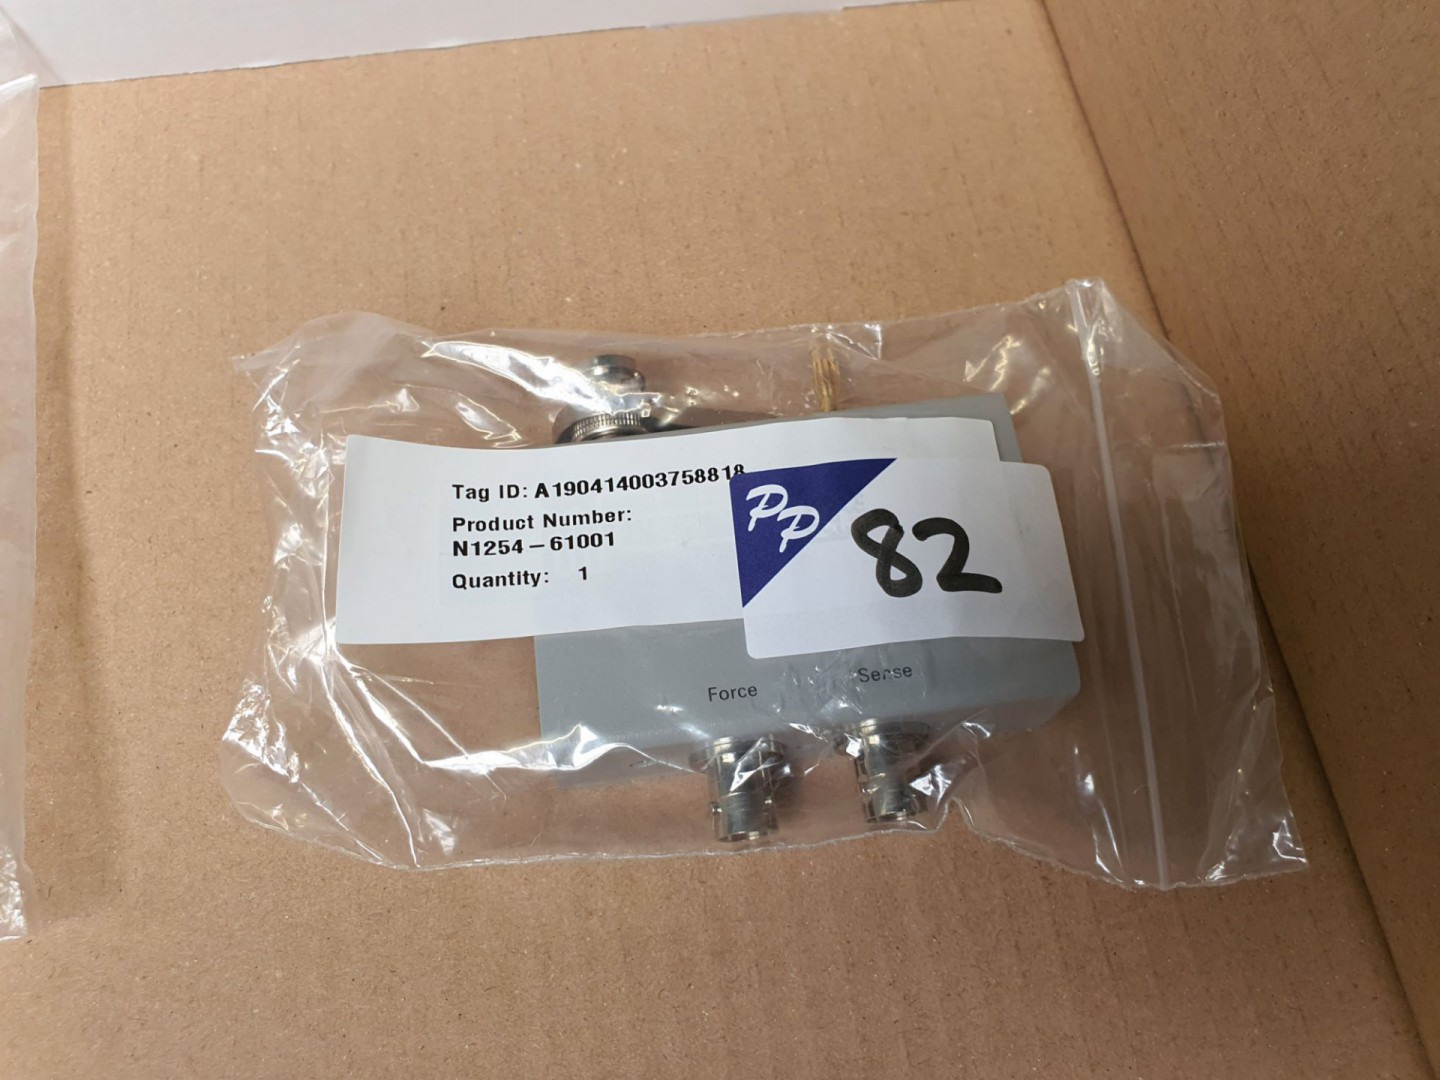 Tag ID: A190414003758818
Product Number:
N1254-61001
Quantity: 1
PP
82
Force
Sense